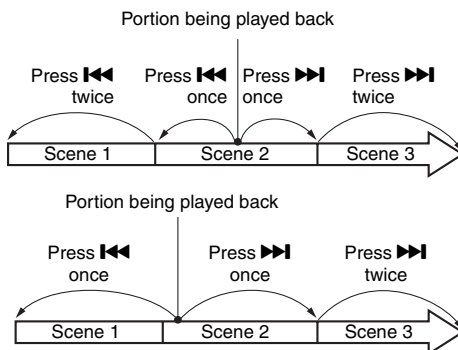 Portion being played back
Press ⏮ twice
Press ⏮ once
Press ⏭ once
Press ⏭ twice
Scene 1
Scene 2
Scene 3
Portion being played back
Press ⏮ once
Press ⏭ once
Press ⏭ twice
Scene 1
Scene 2
Scene 3